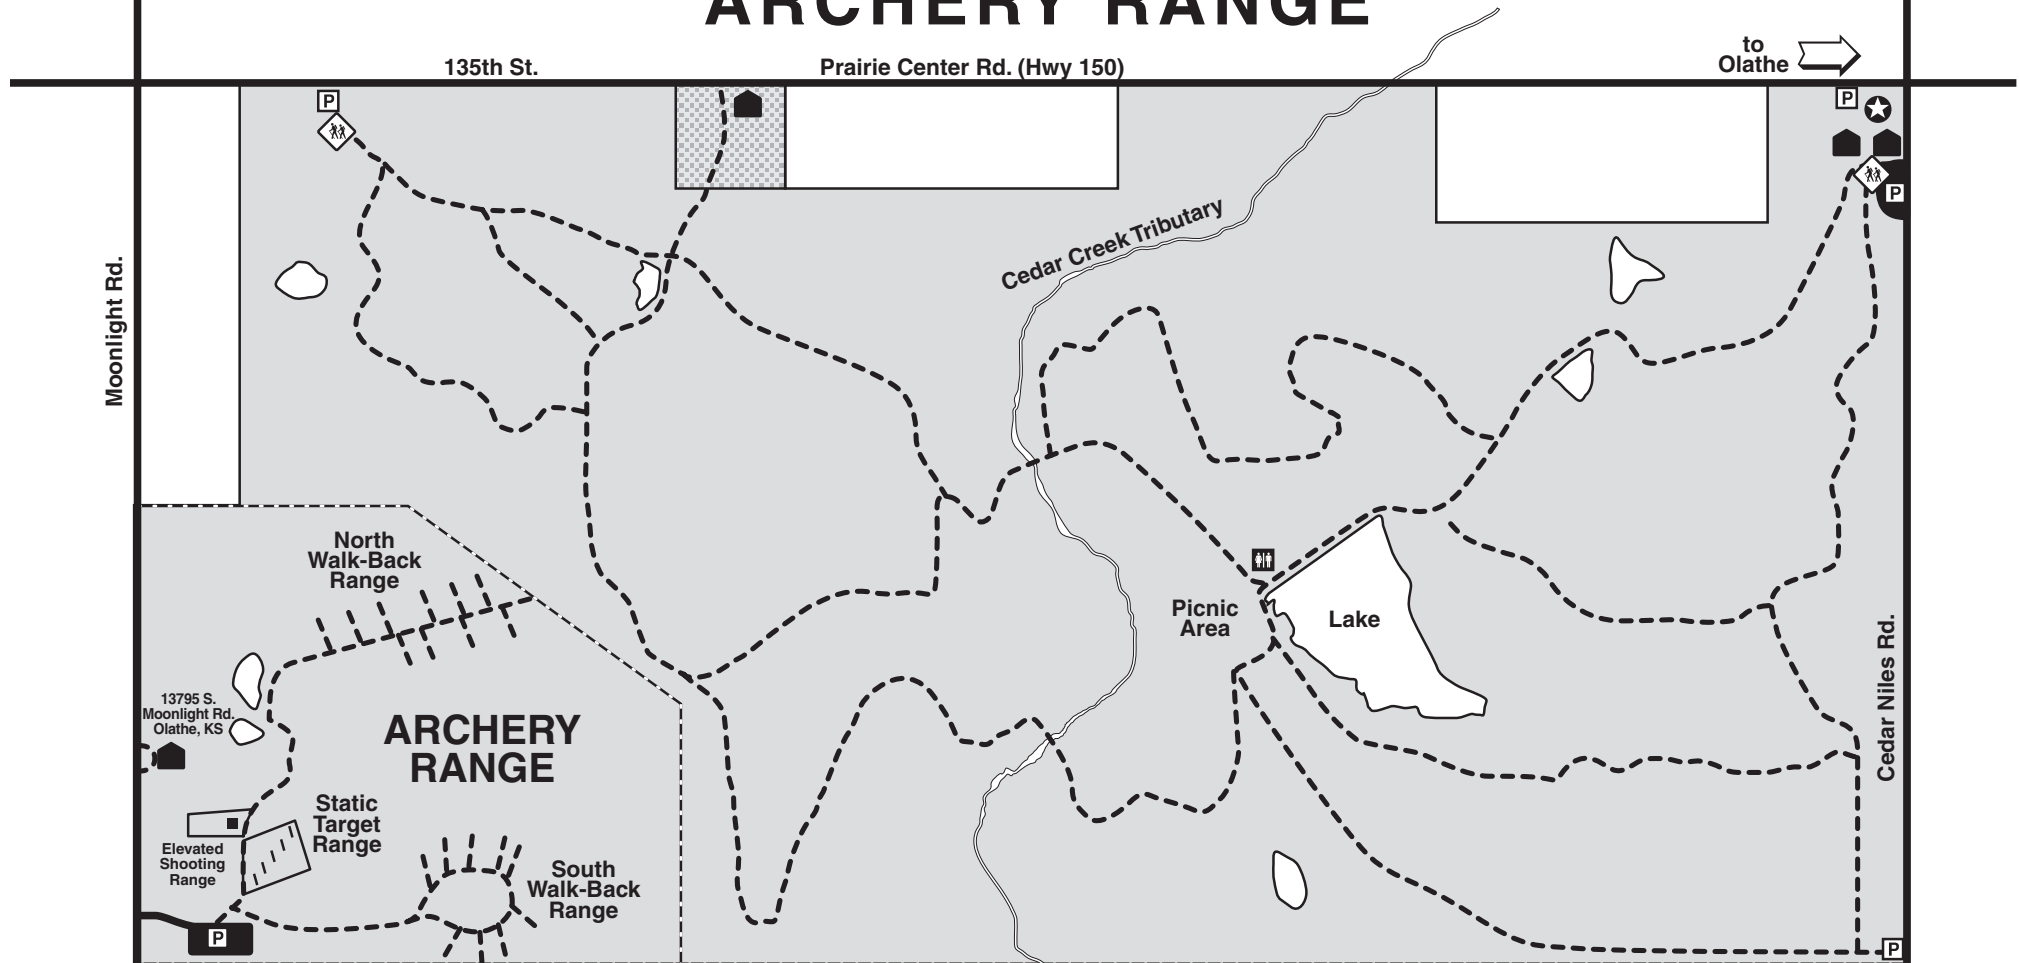 ARCHERY RANGE
135th St.
Prairie Center Rd. (Hwy 150)
to
Olathe
P
P
P
Cedar Creek Tributary
Moonlight Rd.
North
Walk-Back
Range
Picnic
Area
Lake
Cedar Niles Rd.
13795 S.
Moonlight Rd.
Olathe, KS
ARCHERY
RANGE
Static
Target
Range
Elevated
Shooting
Range
South
Walk-Back
Range
P
P